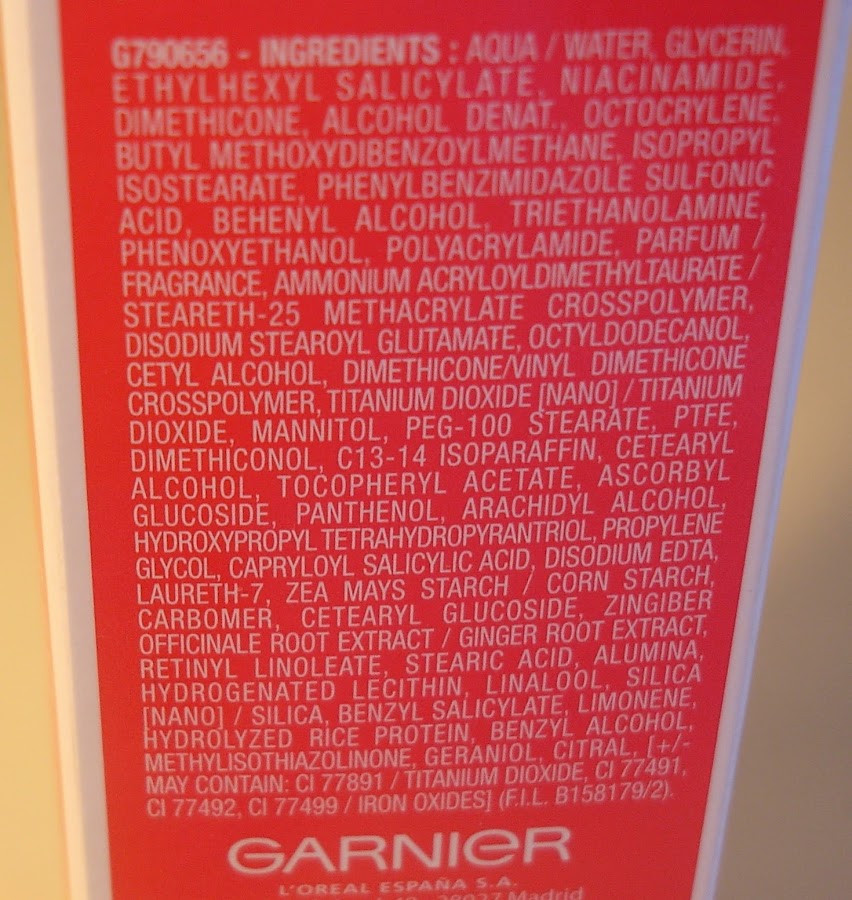 G790656 - INGREDIENTS : AQUA / WATER, GLYCERIN,
ETHYLHEXYL SALICYLATE, NIACINAMIDE,
DIMETHICONE, ALCOHOL DENAT., OCTOCRYLENE,
BUTYL METHOXYDIBENZOYLMETHANE, ISOPROPYL
ISOSTEARATE, PHENYLBENZIMIDAZOLE SULFONIC
ACID, BEHENYL ALCOHOL, TRIETHANOLAMINE,
PHENOXYETHANOL, POLYACRYLAMIDE, PARFUM /
FRAGRANCE, AMMONIUM ACRYLOYLDIMETHYLTAURATE /
STEARETH-25 METHACRYLATE CROSSPOLYMER,
DISODIUM STEAROYL GLUTAMATE, OCTYLDODECANOL,
CETYL ALCOHOL, DIMETHICONE/VINYL DIMETHICONE
CROSSPOLYMER, TITANIUM DIOXIDE [NANO] / TITANIUM
DIOXIDE, MANNITOL, PEG-100 STEARATE, PTFE,
DIMETHICONOL, C13-14 ISOPARAFFIN, CETEARYL
ALCOHOL, TOCOPHERYL ACETATE, ASCORBYL
GLUCOSIDE, PANTHENOL, ARACHIDYL ALCOHOL,
HYDROXYPROPYL TETRAHYDROPYRANTRIOL, PROPYLENE
GLYCOL, CAPRYLOYL SALICYLIC ACID, DISODIUM EDTA,
LAURETH-7, ZEA MAYS STARCH / CORN STARCH,
CARBOMER, CETEARYL GLUCOSIDE, ZINGIBER
OFFICINALE ROOT EXTRACT / GINGER ROOT EXTRACT,
RETINYL LINOLEATE, STEARIC ACID, ALUMINA,
HYDROGENATED LECITHIN, LINALOOL, SILICA
[NANO] / SILICA, BENZYL SALICYLATE, LIMONENE,
HYDROLYZED RICE PROTEIN, BENZYL ALCOHOL,
METHYLISOTHIAZOLINONE, GERANIOL, CITRAL, [+/-
MAY CONTAIN: CI 77891 / TITANIUM DIOXIDE, CI 77491,
CI 77492, CI 77499 / IRON OXIDES] (F.I.L. B158179/2).
GARNIER
L'OREAL ESPAÑA S.A.
28027 Madrid